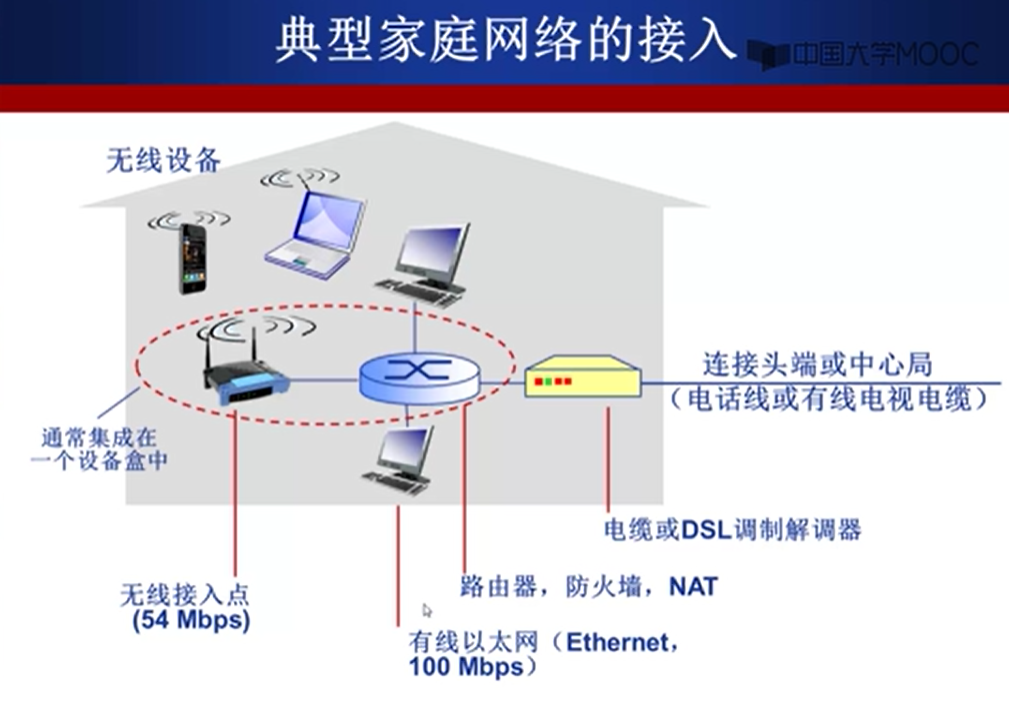 典型家庭网络的接入
中国大学MOOC
无线设备
连接头端或中心局
（电话线或有线电视电缆）
通常集成在
一个设备盒中
电缆或DSL调制解调器
无线接入点
(54 Mbps)
路由器，防火墙，NAT
有线以太网（Ethernet，
100 Mbps）